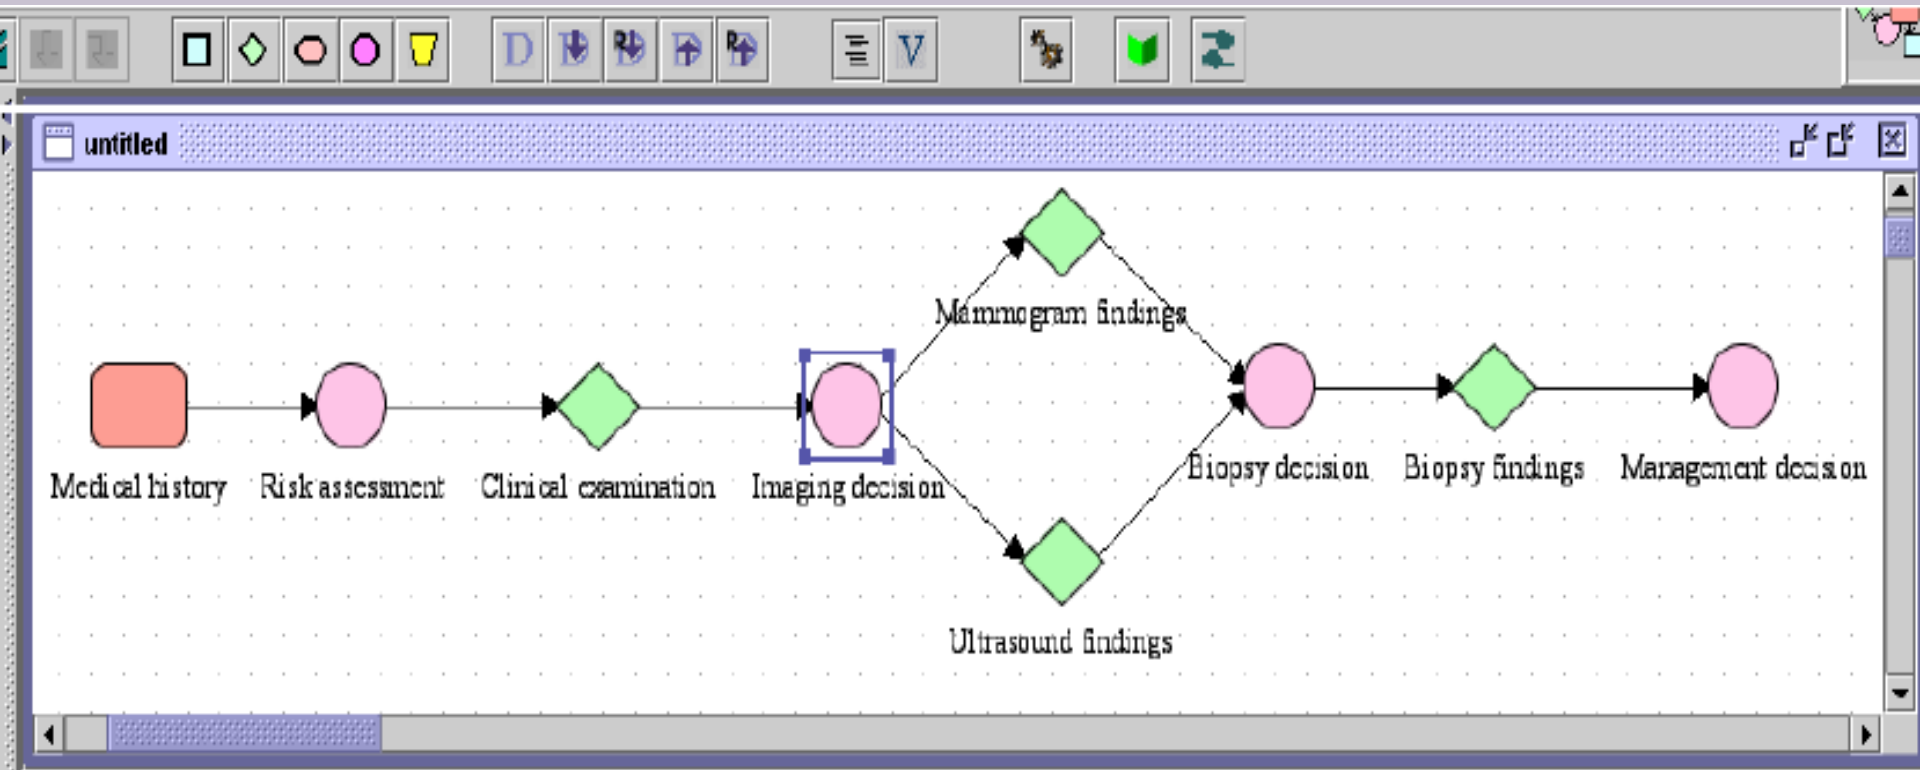 D D R D D R D V
untitled
Mammogram findings
Medical history Risk assessment Clinical examination Imaging decision Biopsy decision Biopsy findings Management decision
Ultrasound findings